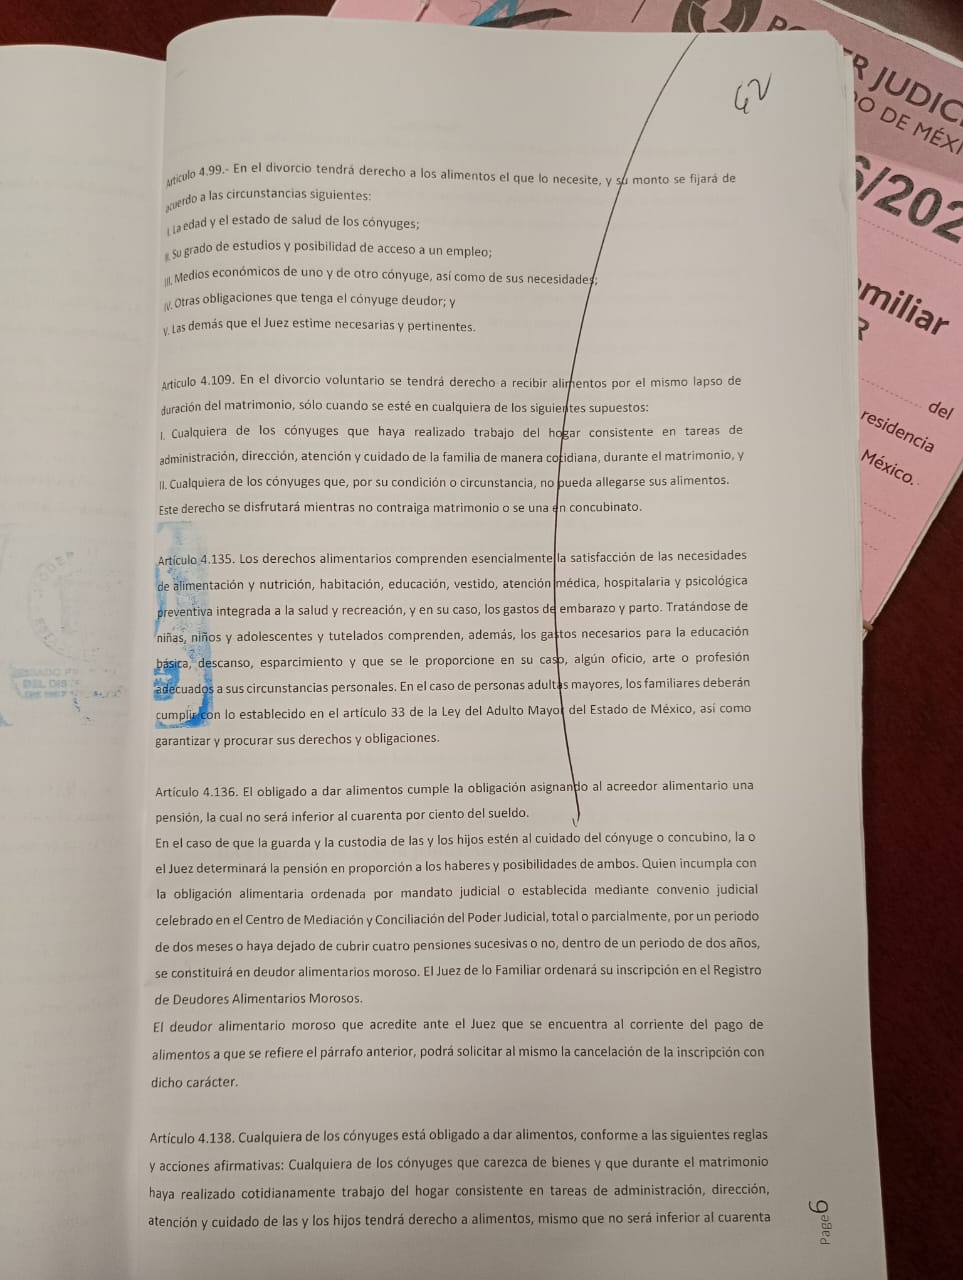 42
PODER JUDIC
DO DE MÉXI
6/202
miliar
R
del
residencia
México.
Artículo 4.99.- En el divorcio tendrá derecho a los alimentos el que lo necesite, y su monto se fijará de
acuerdo a las circunstancias siguientes:
I. La edad y el estado de salud de los cónyuges;
II. Su grado de estudios y posibilidad de acceso a un empleo;
III. Medios económicos de uno y de otro cónyuge, así como de sus necesidades;
IV. Otras obligaciones que tenga el cónyuge deudor; y
V. Las demás que el Juez estime necesarias y pertinentes.
Artículo 4.109. En el divorcio voluntario se tendrá derecho a recibir alimentos por el mismo lapso de
duración del matrimonio, sólo cuando se esté en cualquiera de los siguientes supuestos:
I. Cualquiera de los cónyuges que haya realizado trabajo del hogar consistente en tareas de
administración, dirección, atención y cuidado de la familia de manera cotidiana, durante el matrimonio, y
II. Cualquiera de los cónyuges que, por su condición o circunstancia, no pueda allegarse sus alimentos.
Este derecho se disfrutará mientras no contraiga matrimonio o se una en concubinato.
Artículo 4.135. Los derechos alimentarios comprenden esencialmente la satisfacción de las necesidades
de alimentación y nutrición, habitación, educación, vestido, atención médica, hospitalaria y psicológica
preventiva integrada a la salud y recreación, y en su caso, los gastos de embarazo y parto. Tratándose de
niñas, niños y adolescentes y tutelados comprenden, además, los gastos necesarios para la educación
básica, descanso, esparcimiento y que se le proporcione en su caso, algún oficio, arte o profesión
adecuados a sus circunstancias personales. En el caso de personas adultas mayores, los familiares deberán
cumplir con lo establecido en el artículo 33 de la Ley del Adulto Mayor del Estado de México, así como
garantizar y procurar sus derechos y obligaciones.
Artículo 4.136. El obligado a dar alimentos cumple la obligación asignando al acreedor alimentario una
pensión, la cual no será inferior al cuarenta por ciento del sueldo.
En el caso de que la guarda y la custodia de las y los hijos estén al cuidado del cónyuge o concubino, la o
el Juez determinará la pensión en proporción a los haberes y posibilidades de ambos. Quien incumpla con
la obligación alimentaria ordenada por mandato judicial o establecida mediante convenio judicial
celebrado en el Centro de Mediación y Conciliación del Poder Judicial, total o parcialmente, por un periodo
de dos meses o haya dejado de cubrir cuatro pensiones sucesivas o no, dentro de un periodo de dos años,
se constituirá en deudor alimentarios moroso. El Juez de lo Familiar ordenará su inscripción en el Registro
de Deudores Alimentarios Morosos.
El deudor alimentario moroso que acredite ante el Juez que se encuentra al corriente del pago de
alimentos a que se refiere el párrafo anterior, podrá solicitar al mismo la cancelación de la inscripción con
dicho carácter.
Artículo 4.138. Cualquiera de los cónyuges está obligado a dar alimentos, conforme a las siguientes reglas
y acciones afirmativas: Cualquiera de los cónyuges que carezca de bienes y que durante el matrimonio
haya realizado cotidianamente trabajo del hogar consistente en tareas de administración, dirección,
atención y cuidado de las y los hijos tendrá derecho a alimentos, mismo que no será inferior al cuarenta
Page 6